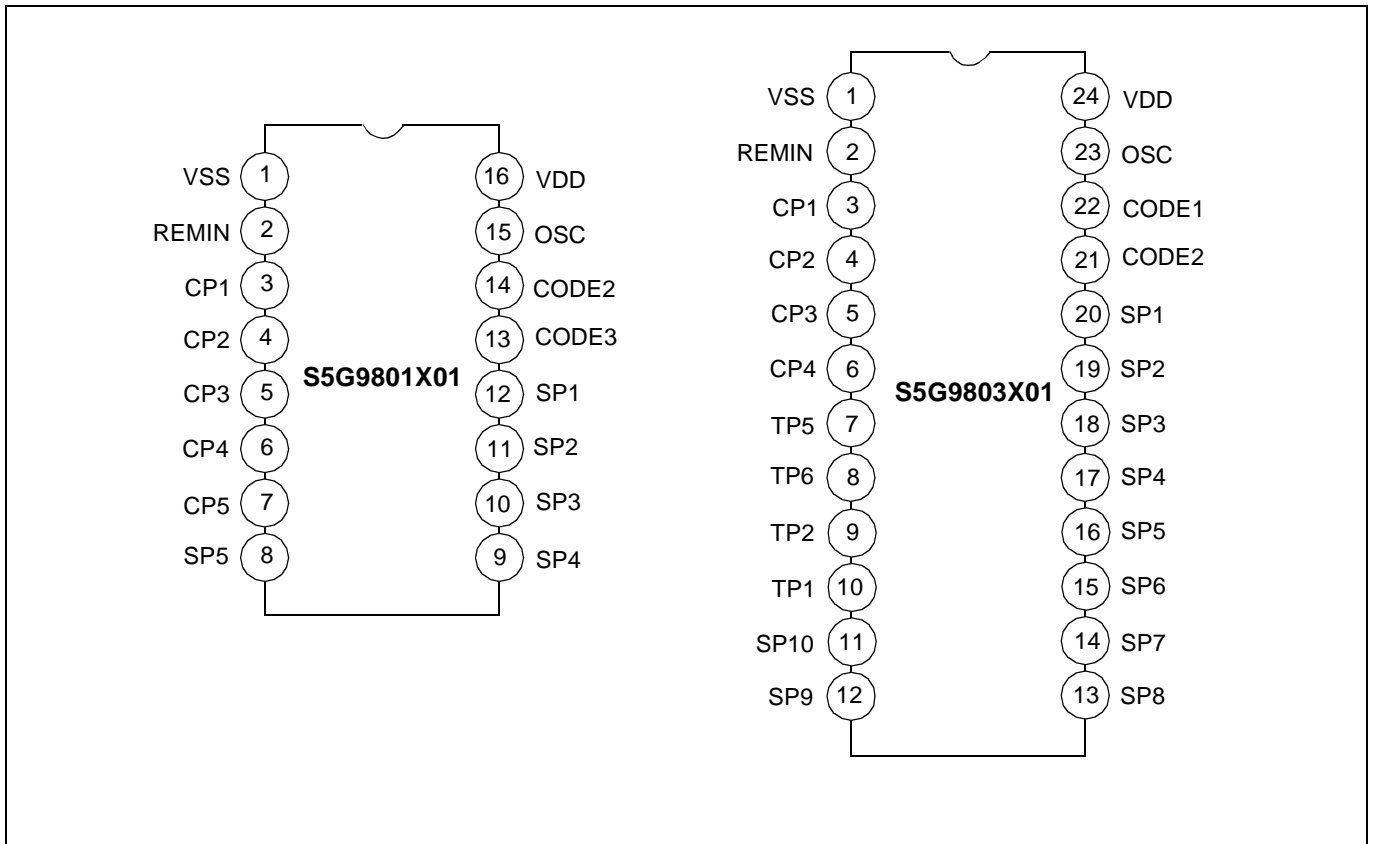 VSS 1
REMIN 2
CP1 3
CP2 4
CP3 5
CP4 6
CP5 7
SP5 8
S5G9801X01
16 VDD
15 OSC
14 CODE2
13 CODE3
12 SP1
11 SP2
10 SP3
9 SP4
VSS 1
REMIN 2
CP1 3
CP2 4
CP3 5
CP4 6
TP5 7
TP6 8
TP2 9
TP1 10
SP10 11
SP9 12
S5G9803X01
24 VDD
23 OSC
22 CODE1
21 CODE2
20 SP1
19 SP2
18 SP3
17 SP4
16 SP5
15 SP6
14 SP7
13 SP8